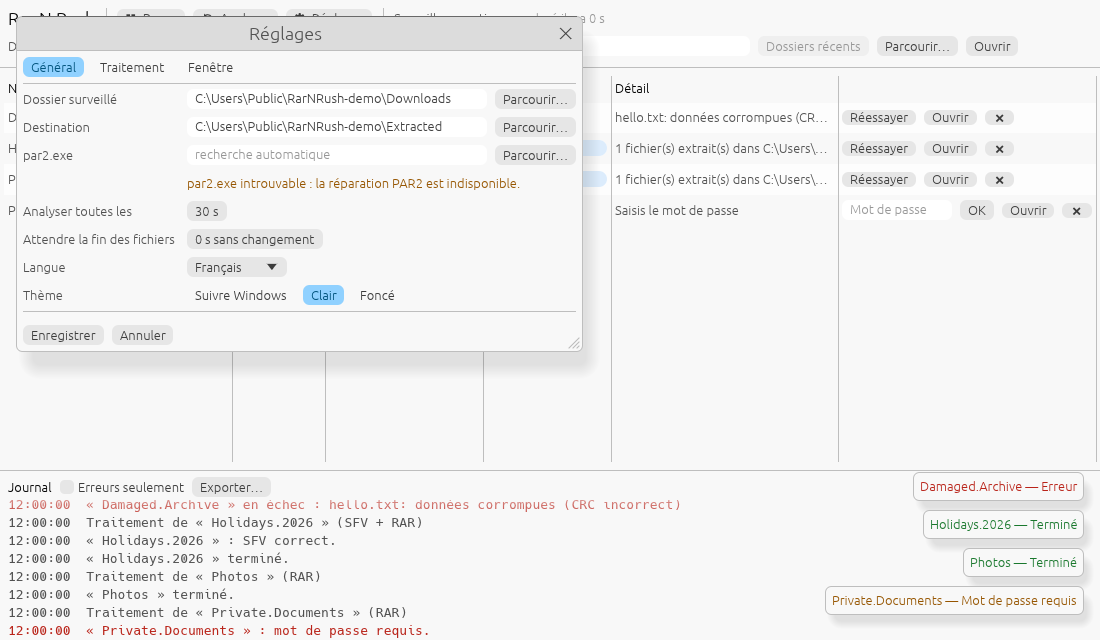 Réglages
Général Traitement Fenêtre
Dossier surveillé C:\Users\Public\RarNRush-demo\Downloads Parcourir…
Destination C:\Users\Public\RarNRush-demo\Extracted Parcourir…
par2.exe recherche automatique Parcourir…
par2.exe introuvable : la réparation PAR2 est indisponible.
Analyser toutes les 30 s
Attendre la fin des fichiers 0 s sans changement
Langue Français
Thème Suivre Windows Clair Foncé
Enregistrer Annuler
a 0 s
Dossiers récents Parcourir… Ouvrir
Détail
hello.txt: données corrompues (CRC… Réessayer Ouvrir ×
1 fichier(s) extrait(s) dans C:\Users\… Réessayer Ouvrir ×
1 fichier(s) extrait(s) dans C:\Users\… Réessayer Ouvrir ×
Saisis le mot de passe Mot de passe OK Ouvrir ×
Journal Erreurs seulement Exporter…
12:00:00 « Damaged.Archive » en échec : hello.txt: données corrompues (CRC incorrect)
12:00:00 Traitement de « Holidays.2026 » (SFV + RAR)
12:00:00 « Holidays.2026 » : SFV correct.
12:00:00 « Holidays.2026 » terminé.
12:00:00 Traitement de « Photos » (RAR)
12:00:00 « Photos » terminé.
12:00:00 Traitement de « Private.Documents » (RAR)
12:00:00 « Private.Documents » : mot de passe requis.
Damaged.Archive — Erreur
Holidays.2026 — Terminé
Photos — Terminé
Private.Documents — Mot de passe requis